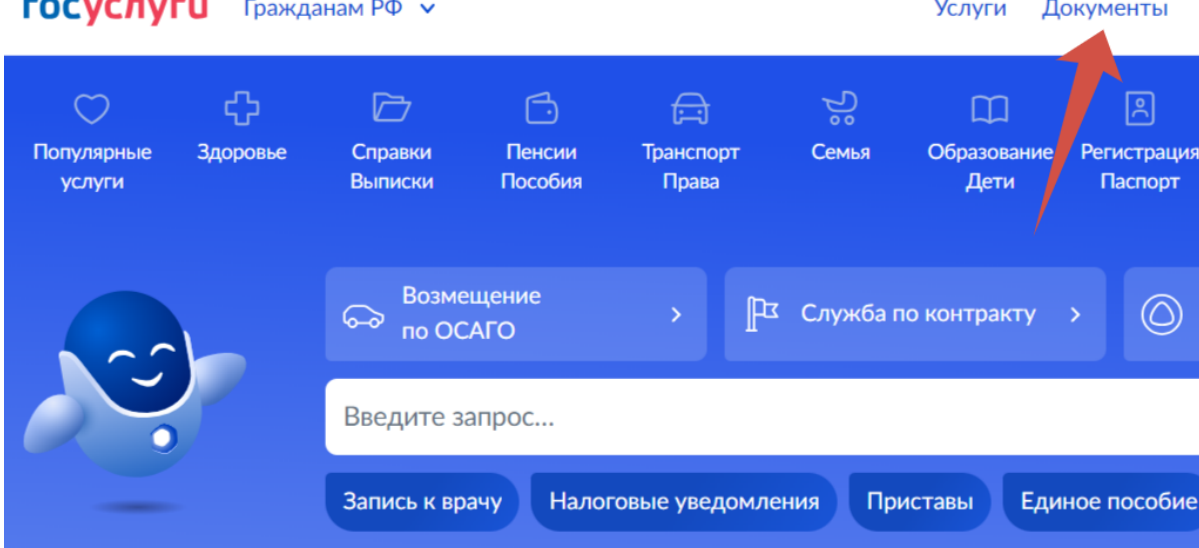 госуслуги Гражданам РФ Услуги Документы
Популярные услуги
Здоровье
Справки Выписки
Пенсии Пособия
Транспорт Права
Семья
Образование Дети
Регистрация Паспорт
Возмещение
по ОСАГО
Служба по контракту
Введите запрос...
Запись к врачу Налоговые уведомления Приставы Единое пособие